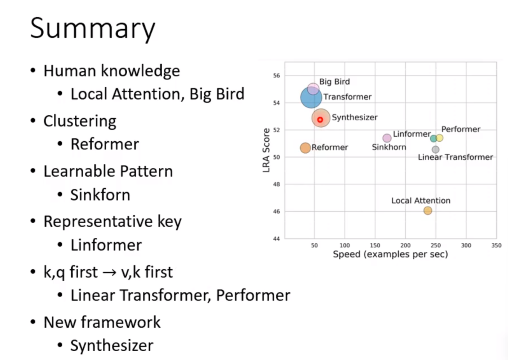 Summary
• Human knowledge
• Local Attention, Big Bird
• Clustering
• Reformer
• Learnable Pattern
• Sinkforn
• Representative key
• Linformer
• k,q first → v,k first
• Linear Transformer, Performer
• New framework
• Synthesizer
LRA Score
56
54
52
50
48
46
44
Big Bird
Transformer
Synthesizer
Performer
Linformer
Sinkhorn
Reformer
Linear Transformer
Local Attention
50 100 150 200 250 300 350
Speed (examples per sec)